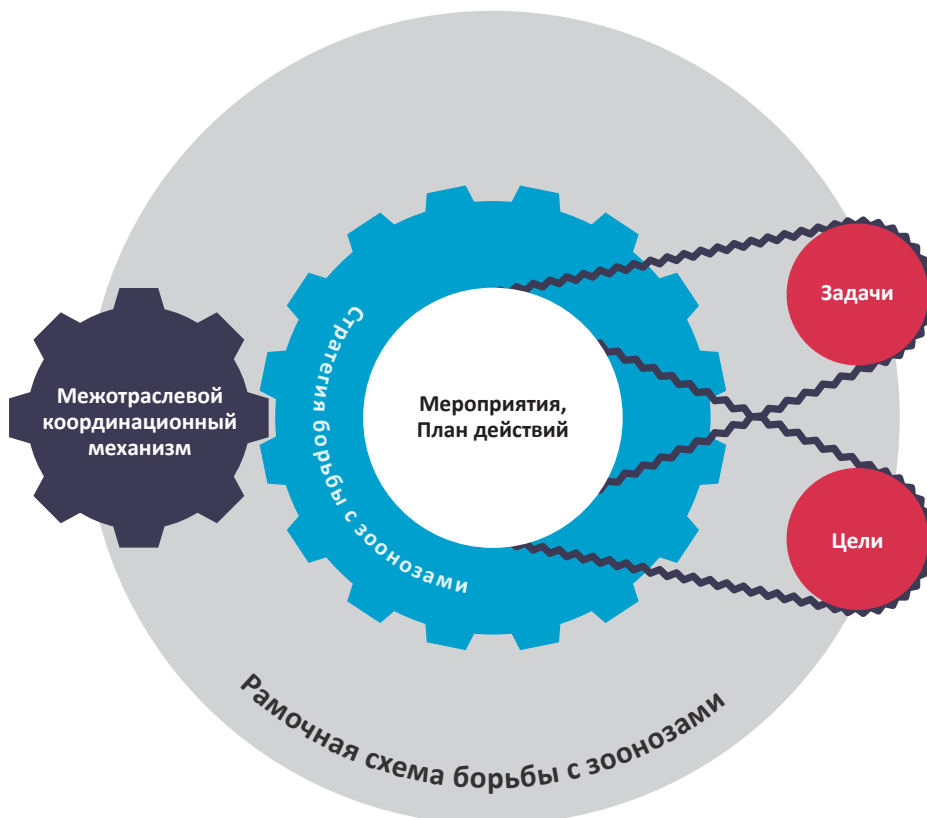 Задачи
Стратегия борьбы с зоонозами
Межотраслевой
координационный
механизм
Мероприятия,
План действий
Цели
Рамочная схема борьбы с зоонозами